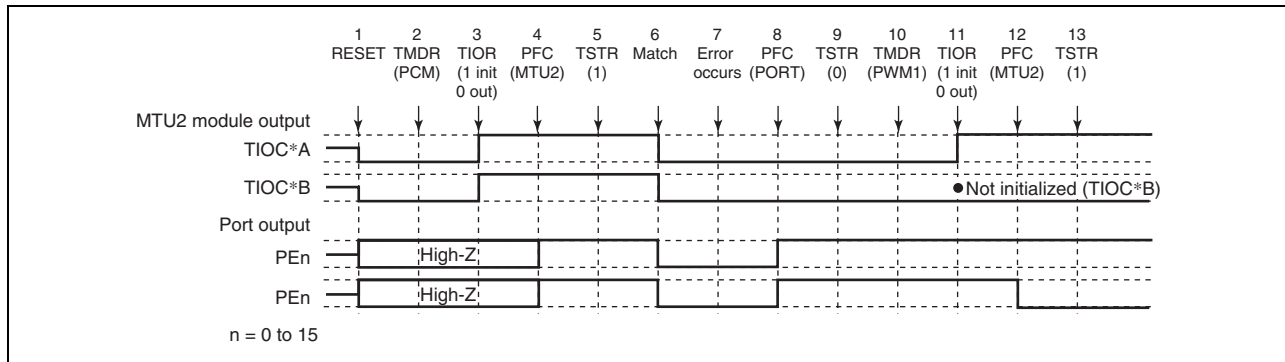 1 2 3 4 5 6 7 8 9 10 11 12 13
RESET TMDR TIOR PFC TSTR Match Error PFC TSTR TMDR TIOR PFC TSTR
(PCM) (1 init (MTU2) (1) occurs (PORT) (0) (PWM1) (1 init (MTU2) (1)
0 out) 0 out)
MTU2 module output
TIOC*A
TIOC*B ●Not initialized (TIOC*B)
Port output
PEn High-Z
PEn High-Z
n = 0 to 15